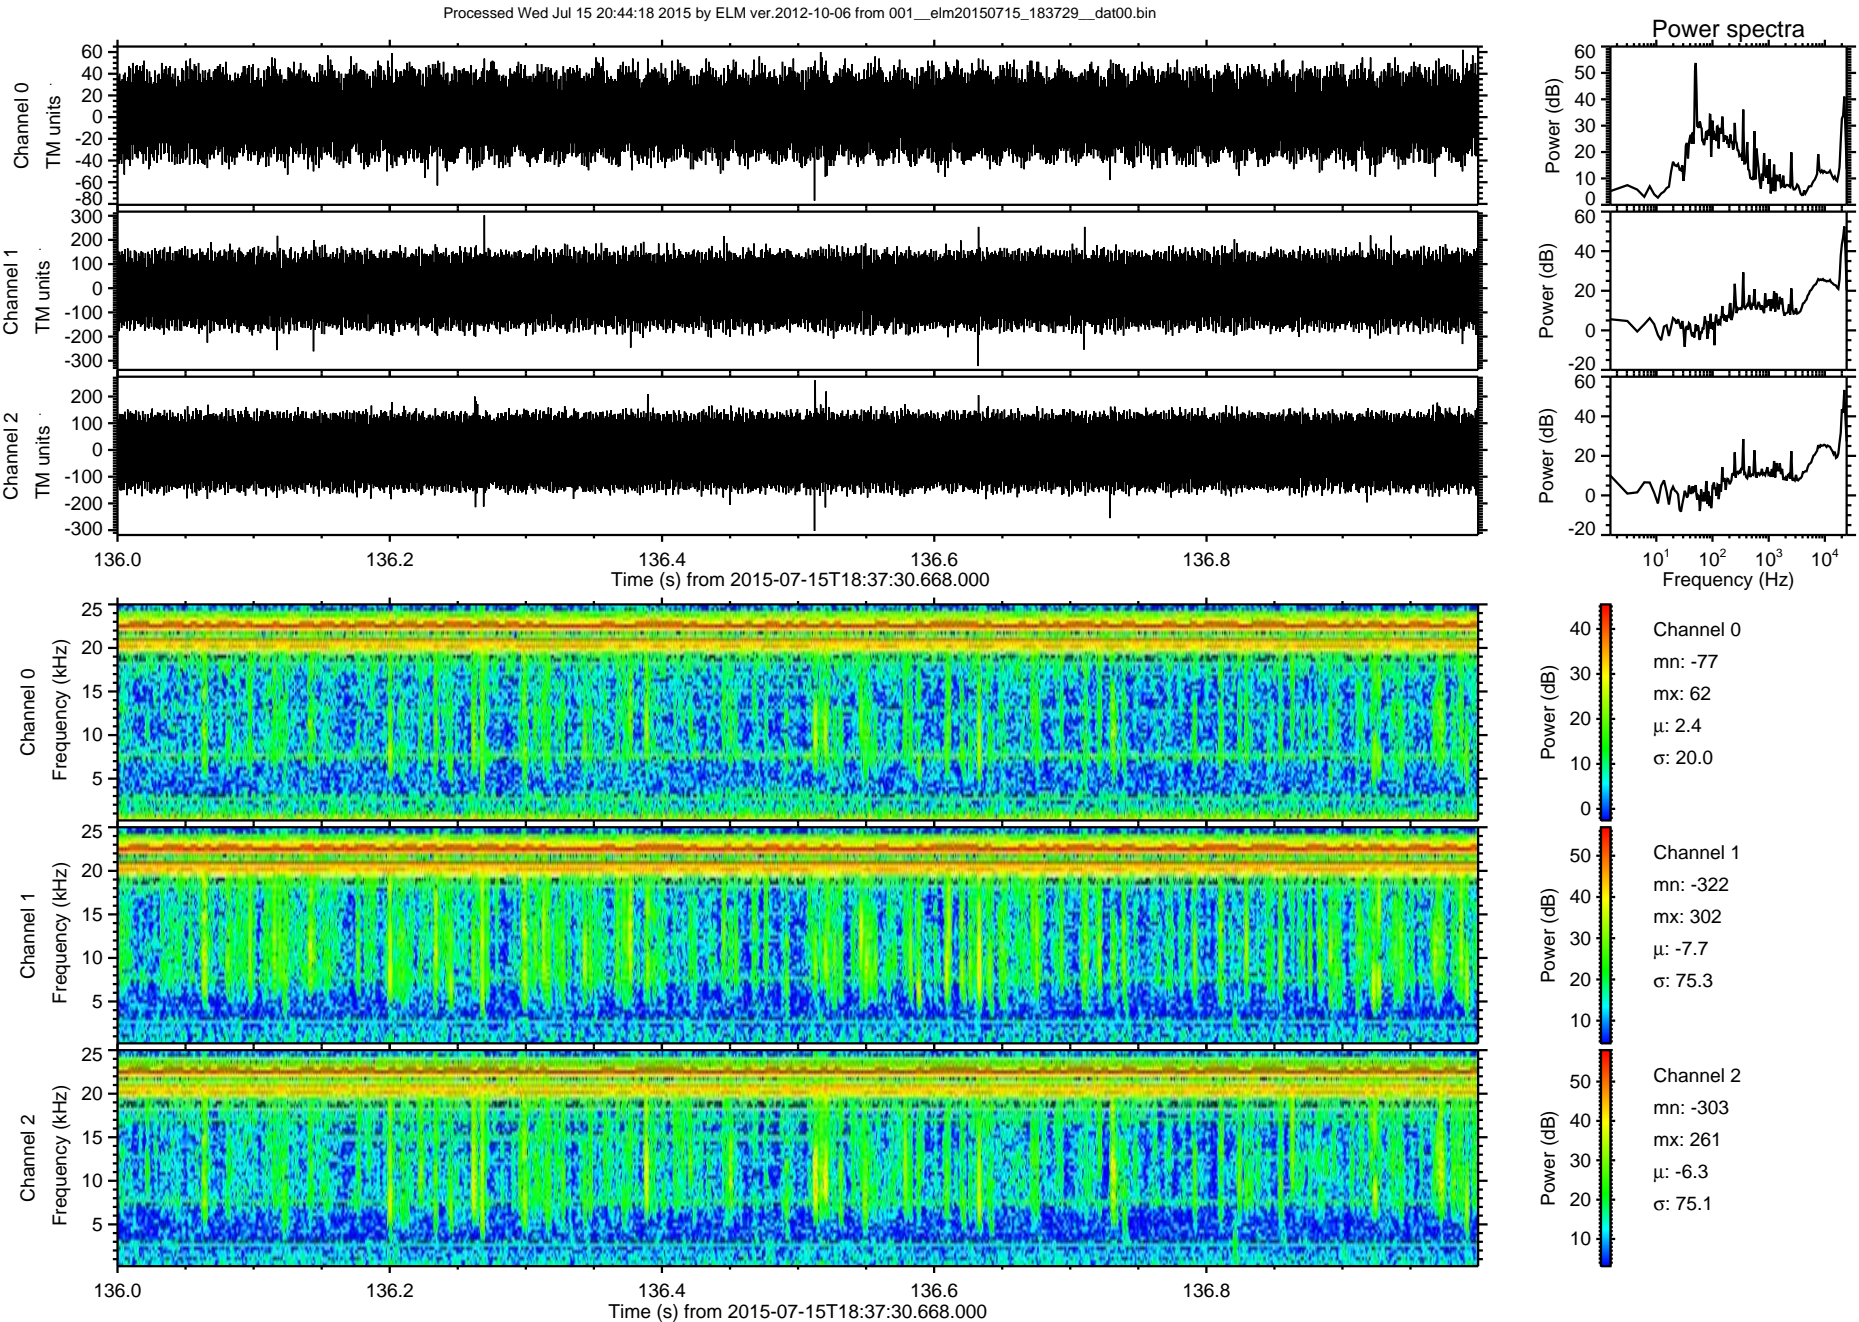 Processed Wed Jul 15 20:44:18 2015 by ELM ver.2012-10-06 from 001__elm20150715_183729__dat00.bin
Power spectra
Channel 0
TM units
60
40
20
0
-20
-40
-60
-80
Power (dB)
60
50
40
30
20
10
0
Channel 1
TM units
300
200
100
0
-100
-200
-300
Power (dB)
60
40
20
0
-20
Channel 2
TM units
200
100
0
-100
-200
-300
Power (dB)
60
40
20
0
-20
136.0 136.2 136.4 136.6 136.8
Time (s) from 2015-07-15T18:37:30.668.000
10¹ 10² 10³ 10⁴
Frequency (Hz)
Channel 0
Frequency (kHz)
25
20
15
10
5
Power (dB)
40
30
20
10
0
Channel 0
mn: -77
mx: 62
μ: 2.4
σ: 20.0
Channel 1
Frequency (kHz)
25
20
15
10
5
Power (dB)
50
40
30
20
10
Channel 1
mn: -322
mx: 302
μ: -7.7
σ: 75.3
Channel 2
Frequency (kHz)
25
20
15
10
5
Power (dB)
50
40
30
20
10
Channel 2
mn: -303
mx: 261
μ: -6.3
σ: 75.1
136.0 136.2 136.4 136.6 136.8
Time (s) from 2015-07-15T18:37:30.668.000